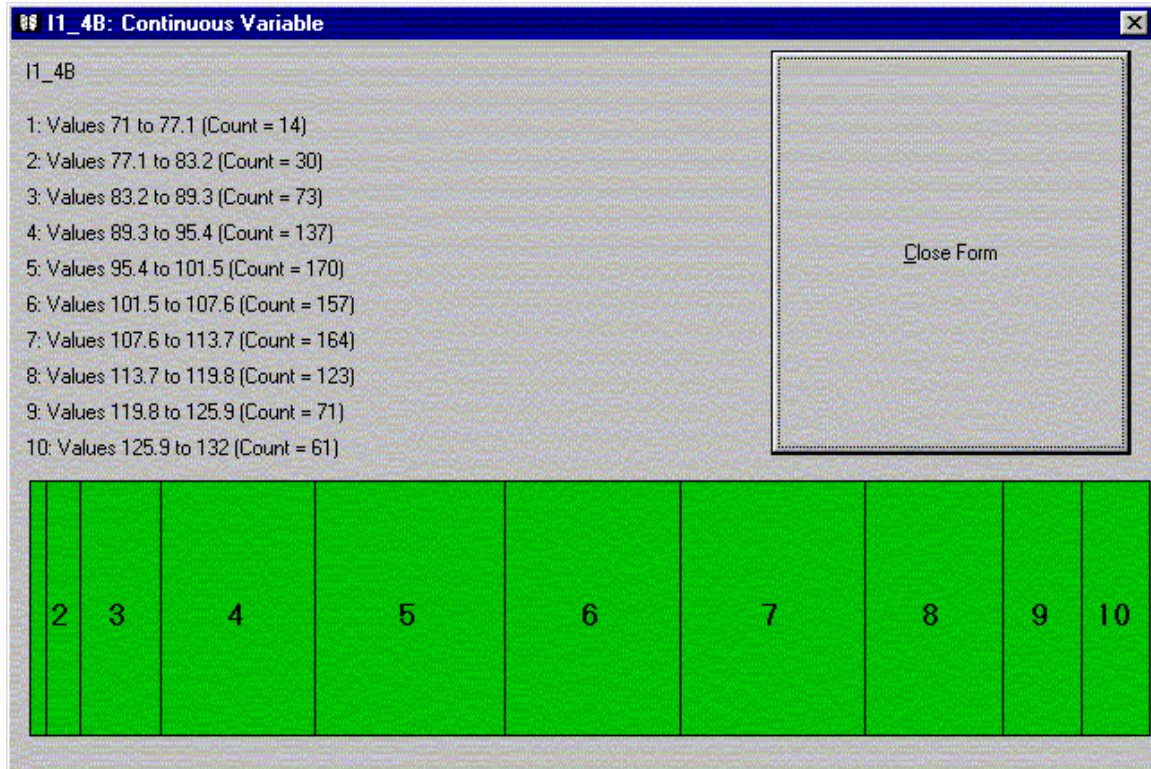 I1_4B: Continuous Variable
I1_4B
1: Values 71 to 77.1 (Count = 14)
2: Values 77.1 to 83.2 (Count = 30)
3: Values 83.2 to 89.3 (Count = 73)
4: Values 89.3 to 95.4 (Count = 137)
5: Values 95.4 to 101.5 (Count = 170)
6: Values 101.5 to 107.6 (Count = 157)
7: Values 107.6 to 113.7 (Count = 164)
8: Values 113.7 to 119.8 (Count = 123)
9: Values 119.8 to 125.9 (Count = 71)
10: Values 125.9 to 132 (Count = 61)
Close Form
2 3 4 5 6 7 8 9 10